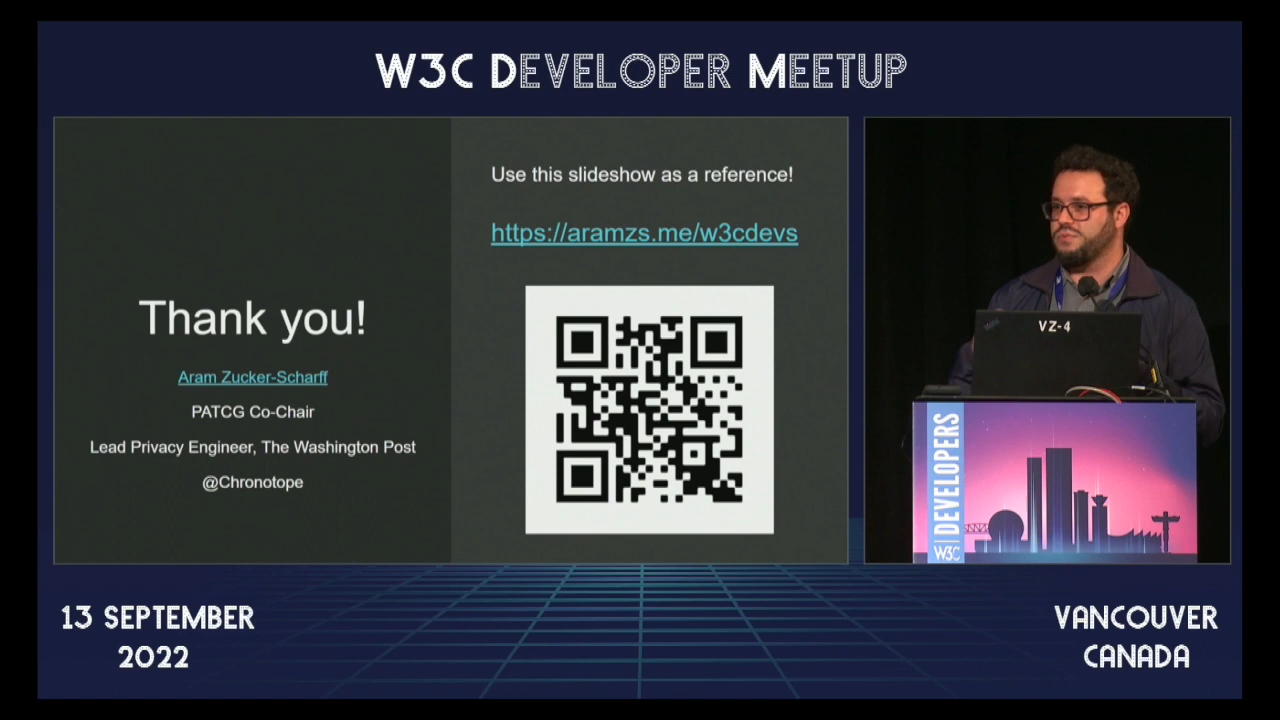 W3C DEVELOPER MEETUP
Use this slideshow as a reference!
https://aramzs.me/w3cdevs
Thank you!
Aram Zucker-Scharff
PATCG Co-Chair
Lead Privacy Engineer, The Washington Post
@Chronotope
VZ-4
W3C DEVELOPERS
13 SEPTEMBER
2022
VANCOUVER
CANADA